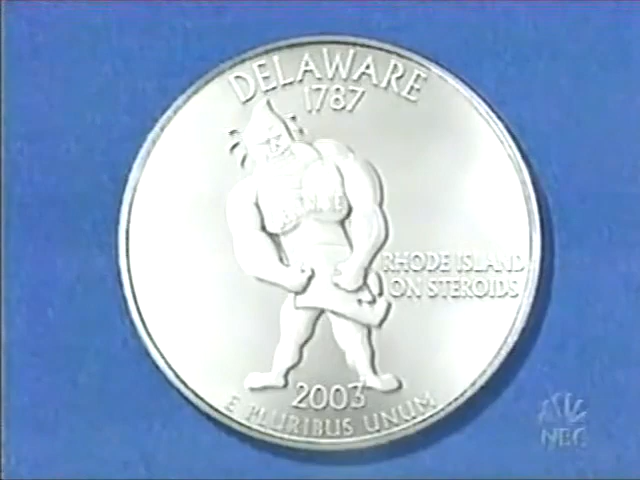 DELAWARE
1787
RHODE ISLAND
ON STEROIDS
2003
E PLURIBUS UNUM
NBC